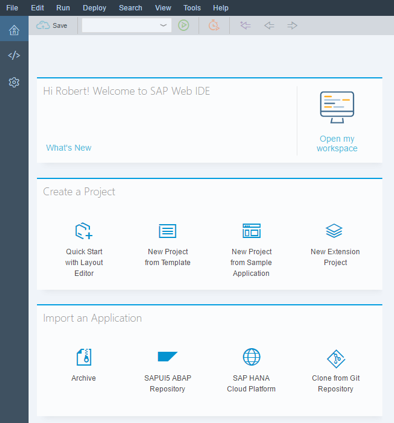 File Edit Run Deploy Search View Tools Help
Save
Hi Robert! Welcome to SAP Web IDE
What's New
Open my
workspace
Create a Project
Quick Start
with Layout
Editor
New Project
from Template
New Project
from Sample
Application
New Extension
Project
Import an Application
Archive
SAPUI5 ABAP
Repository
SAP HANA
Cloud Platform
Clone from Git
Repository